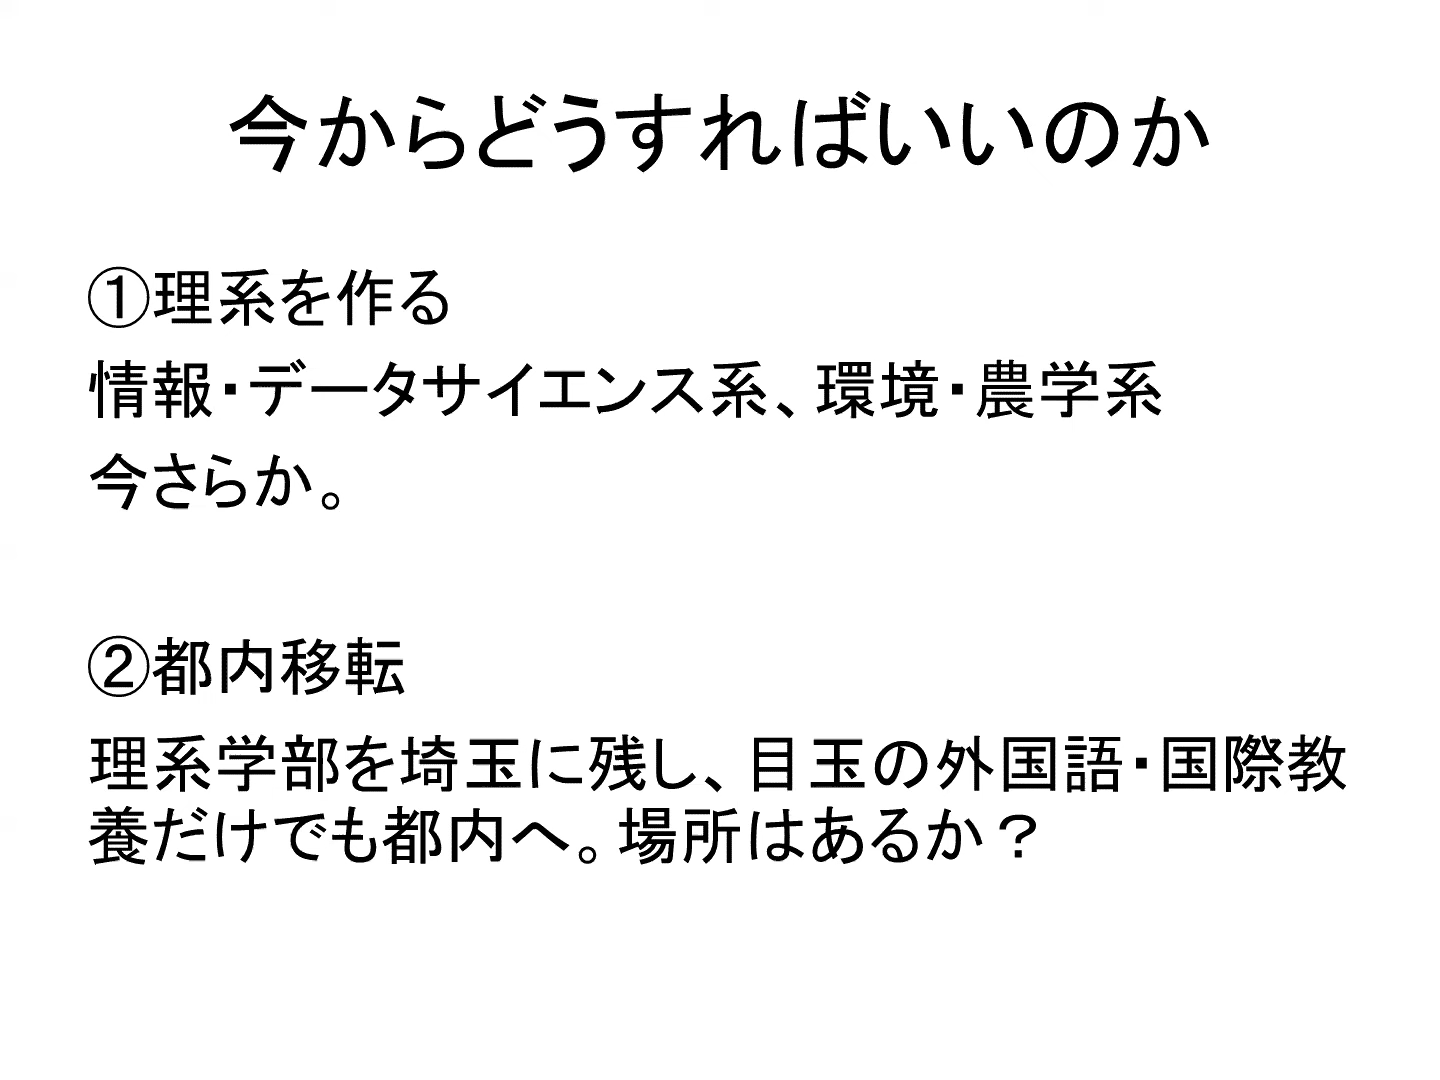 今からどうすればいいのか
①理系を作る
情報・データサイエンス系、環境・農学系
今さらか。
②都内移転
理系学部を埼玉に残し、目玉の外国語・国際教
養だけでも都内へ。場所はあるか？